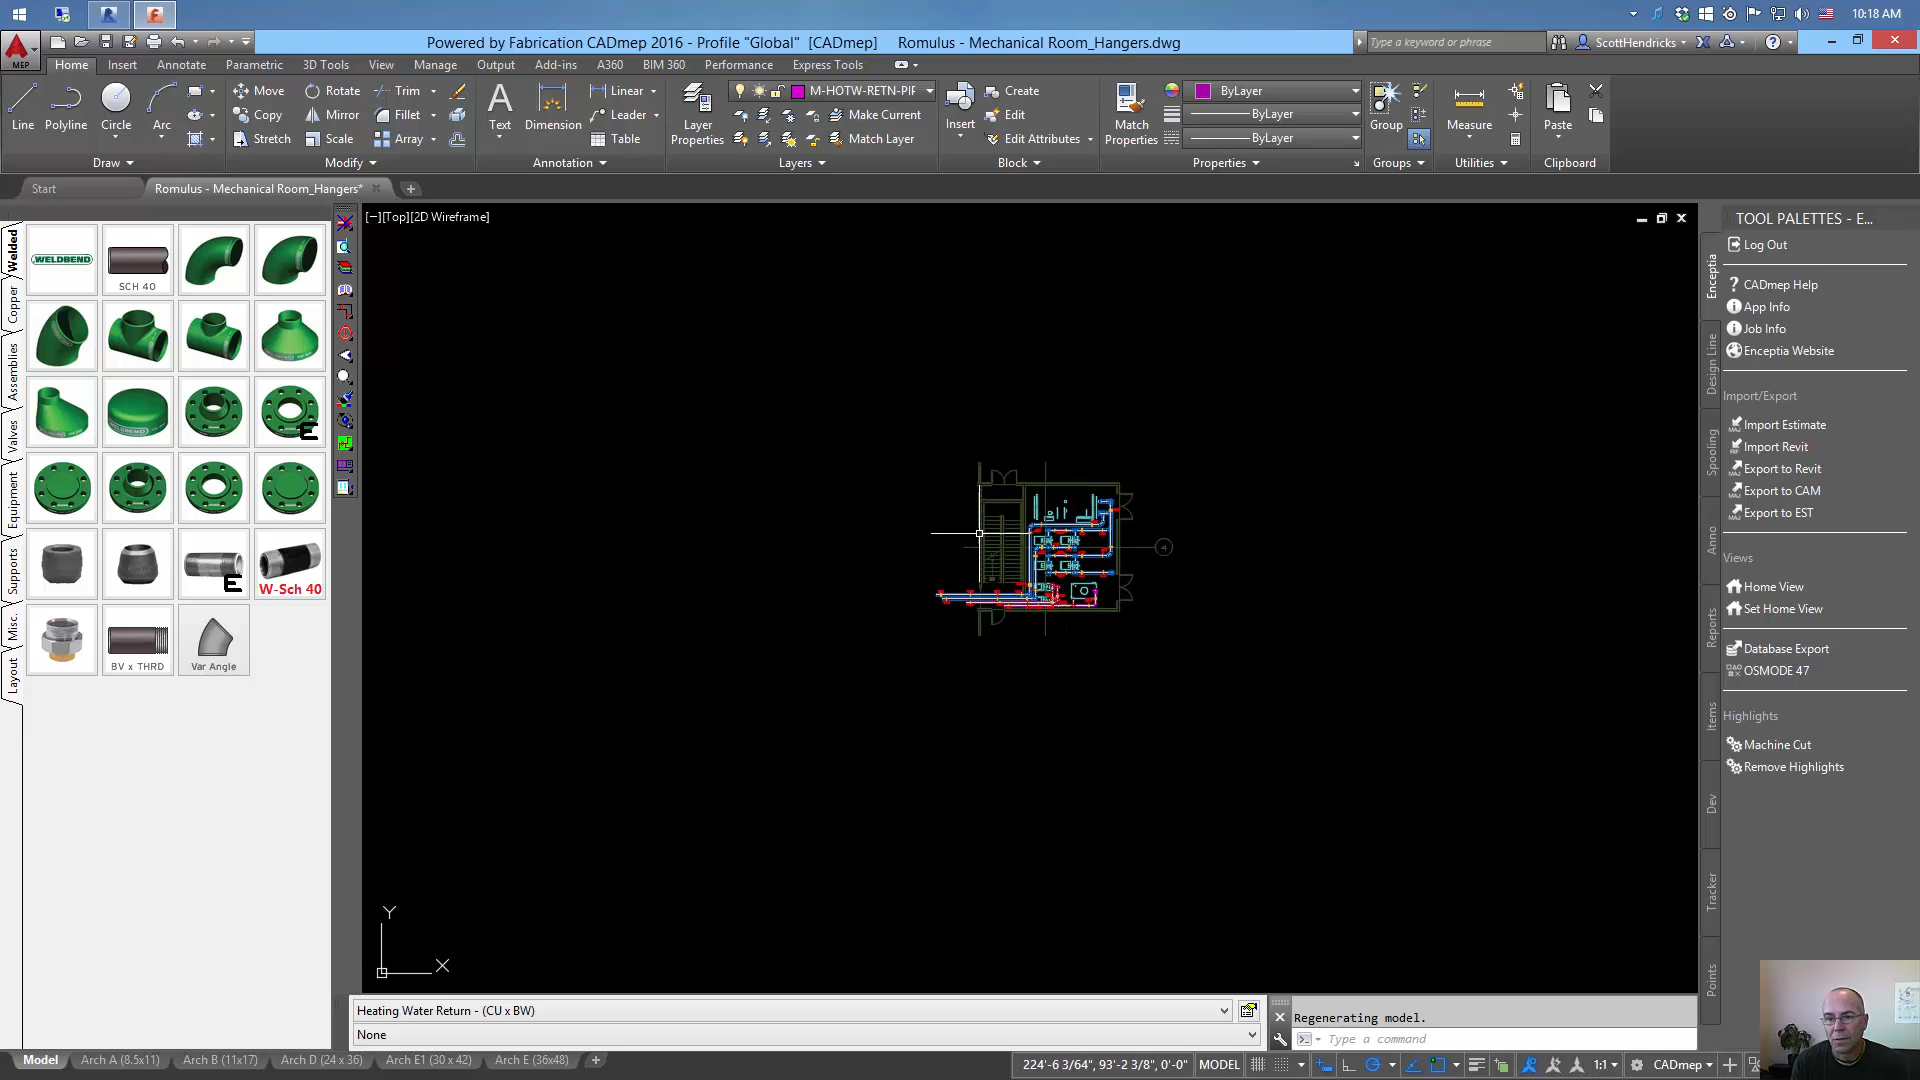 10:18 AM
Powered by Fabrication CADmep 2016 - Profile "Global" [CADmep] Romulus - Mechanical Room_Hangers.dwg
Type a keyword or phrase
ScottHendricks
MEP
Home Insert Annotate Parametric 3D Tools View Manage Output Add-ins A360 BIM 360 Performance Express Tools
Line Polyline Circle Arc
Draw
Move Rotate Trim
Copy Mirror Fillet
Stretch Scale Array
Modify
Text Dimension
Linear
Leader
Table
Annotation
Layer Properties
M-HOTW-RETN-PIF
Make Current
Match Layer
Layers
Insert
Create
Edit
Edit Attributes
Block
Match Properties
ByLayer
ByLayer
ByLayer
Properties
Group
Groups
Measure
Utilities
Paste
Clipboard
Start
Romulus - Mechanical Room_Hangers*
[−][Top][2D Wireframe]
Welded
Copper
Assemblies
Valves
Equipment
Supports
Misc.
Layout
WELDBEND
SCH 40
E
E
W-Sch 40
BV x THRD
Var Angle
Y
X
TOOL PALETTES - E...
Log Out
CADmep Help
App Info
Job Info
Enceptia Website
Import/Export
Import Estimate
Import Revit
Export to Revit
Export to CAM
Export to EST
Views
Home View
Set Home View
Database Export
OSMODE 47
Highlights
Machine Cut
Remove Highlights
Enceptia
Design Line
Spooling
Anno
Reports
Items
Dev
Tracker
Points
Heating Water Return - (CU x BW)
None
Regenerating model.
Type a command
Model Arch A (8.5x11) Arch B (11x17) Arch D (24 x 36) Arch E1 (30 x 42) Arch E (36x48)
224'-6 3/64", 93'-2 3/8", 0'-0" MODEL
1:1
CADmep